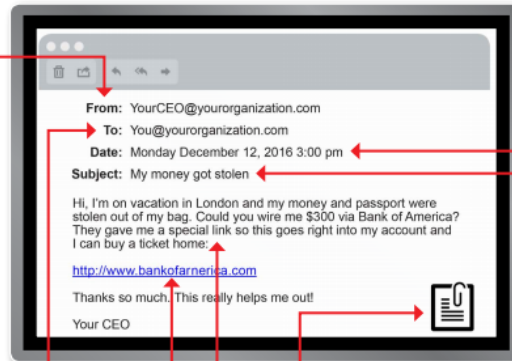 From: YourCEO@yourorganization.com
To: You@yourorganization.com
Date: Monday December 12, 2016 3:00 pm
Subject: My money got stolen
Hi, I'm on vacation in London and my money and passport were
stolen out of my bag. Could you wire me $300 via Bank of America?
They gave me a special link so this goes right into my account and
I can buy a ticket home:
http://www.bankofarnerica.com
Thanks so much. This really helps me out!
Your CEO